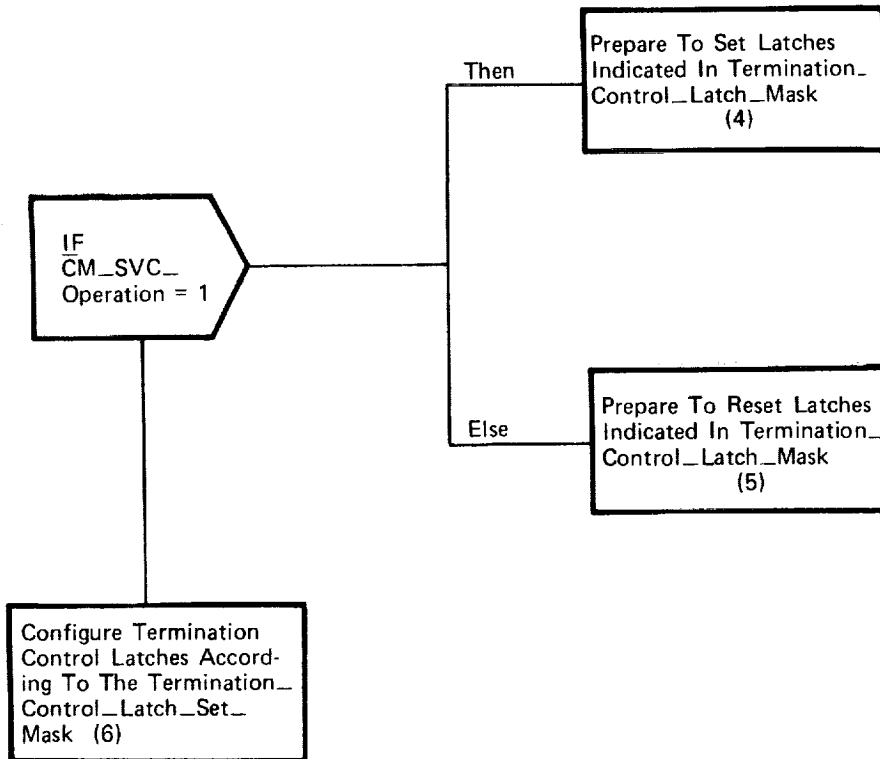 Prepare To Set Latches
Indicated In Termination_
Control_Latch_Mask
(4)
Then
IF
CM_SVC_
Operation = 1
Else
Prepare To Reset Latches
Indicated In Termination_
Control_Latch_Mask
(5)
Configure Termination
Control Latches Accord-
ing To The Termination_
Control_Latch_Set_
Mask (6)